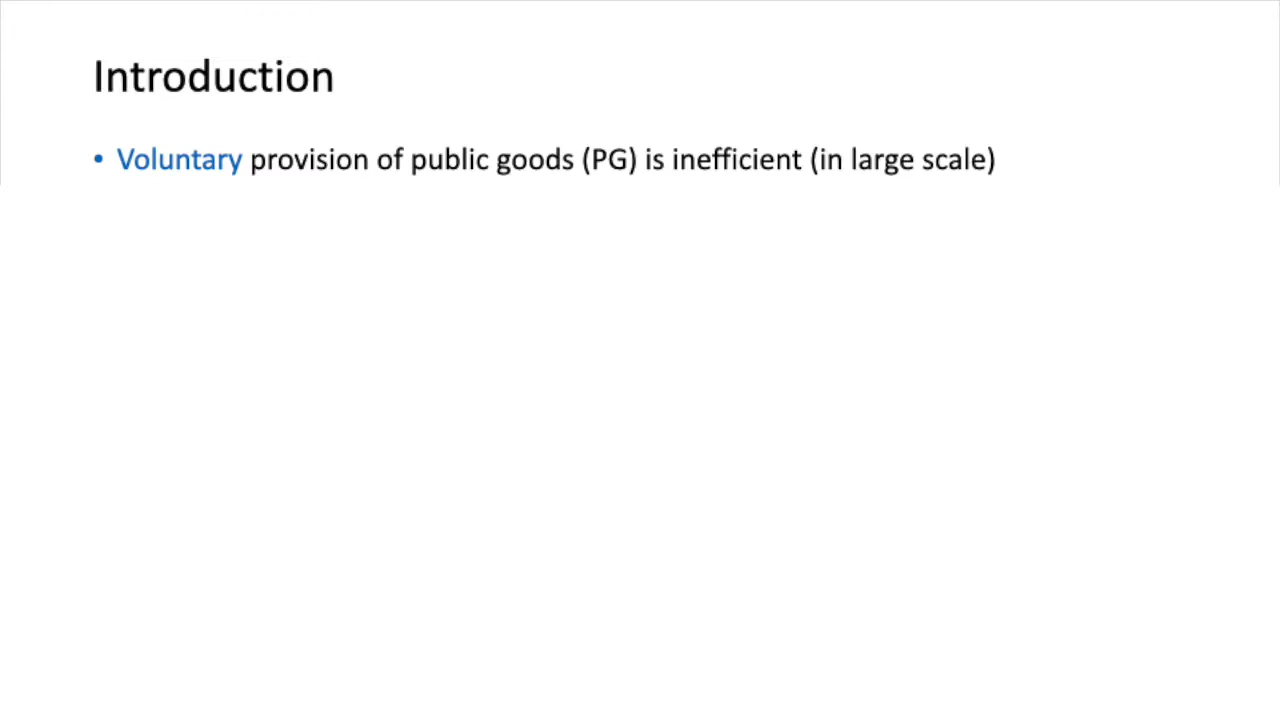 Introduction
• Voluntary provision of public goods (PG) is inefficient (in large scale)